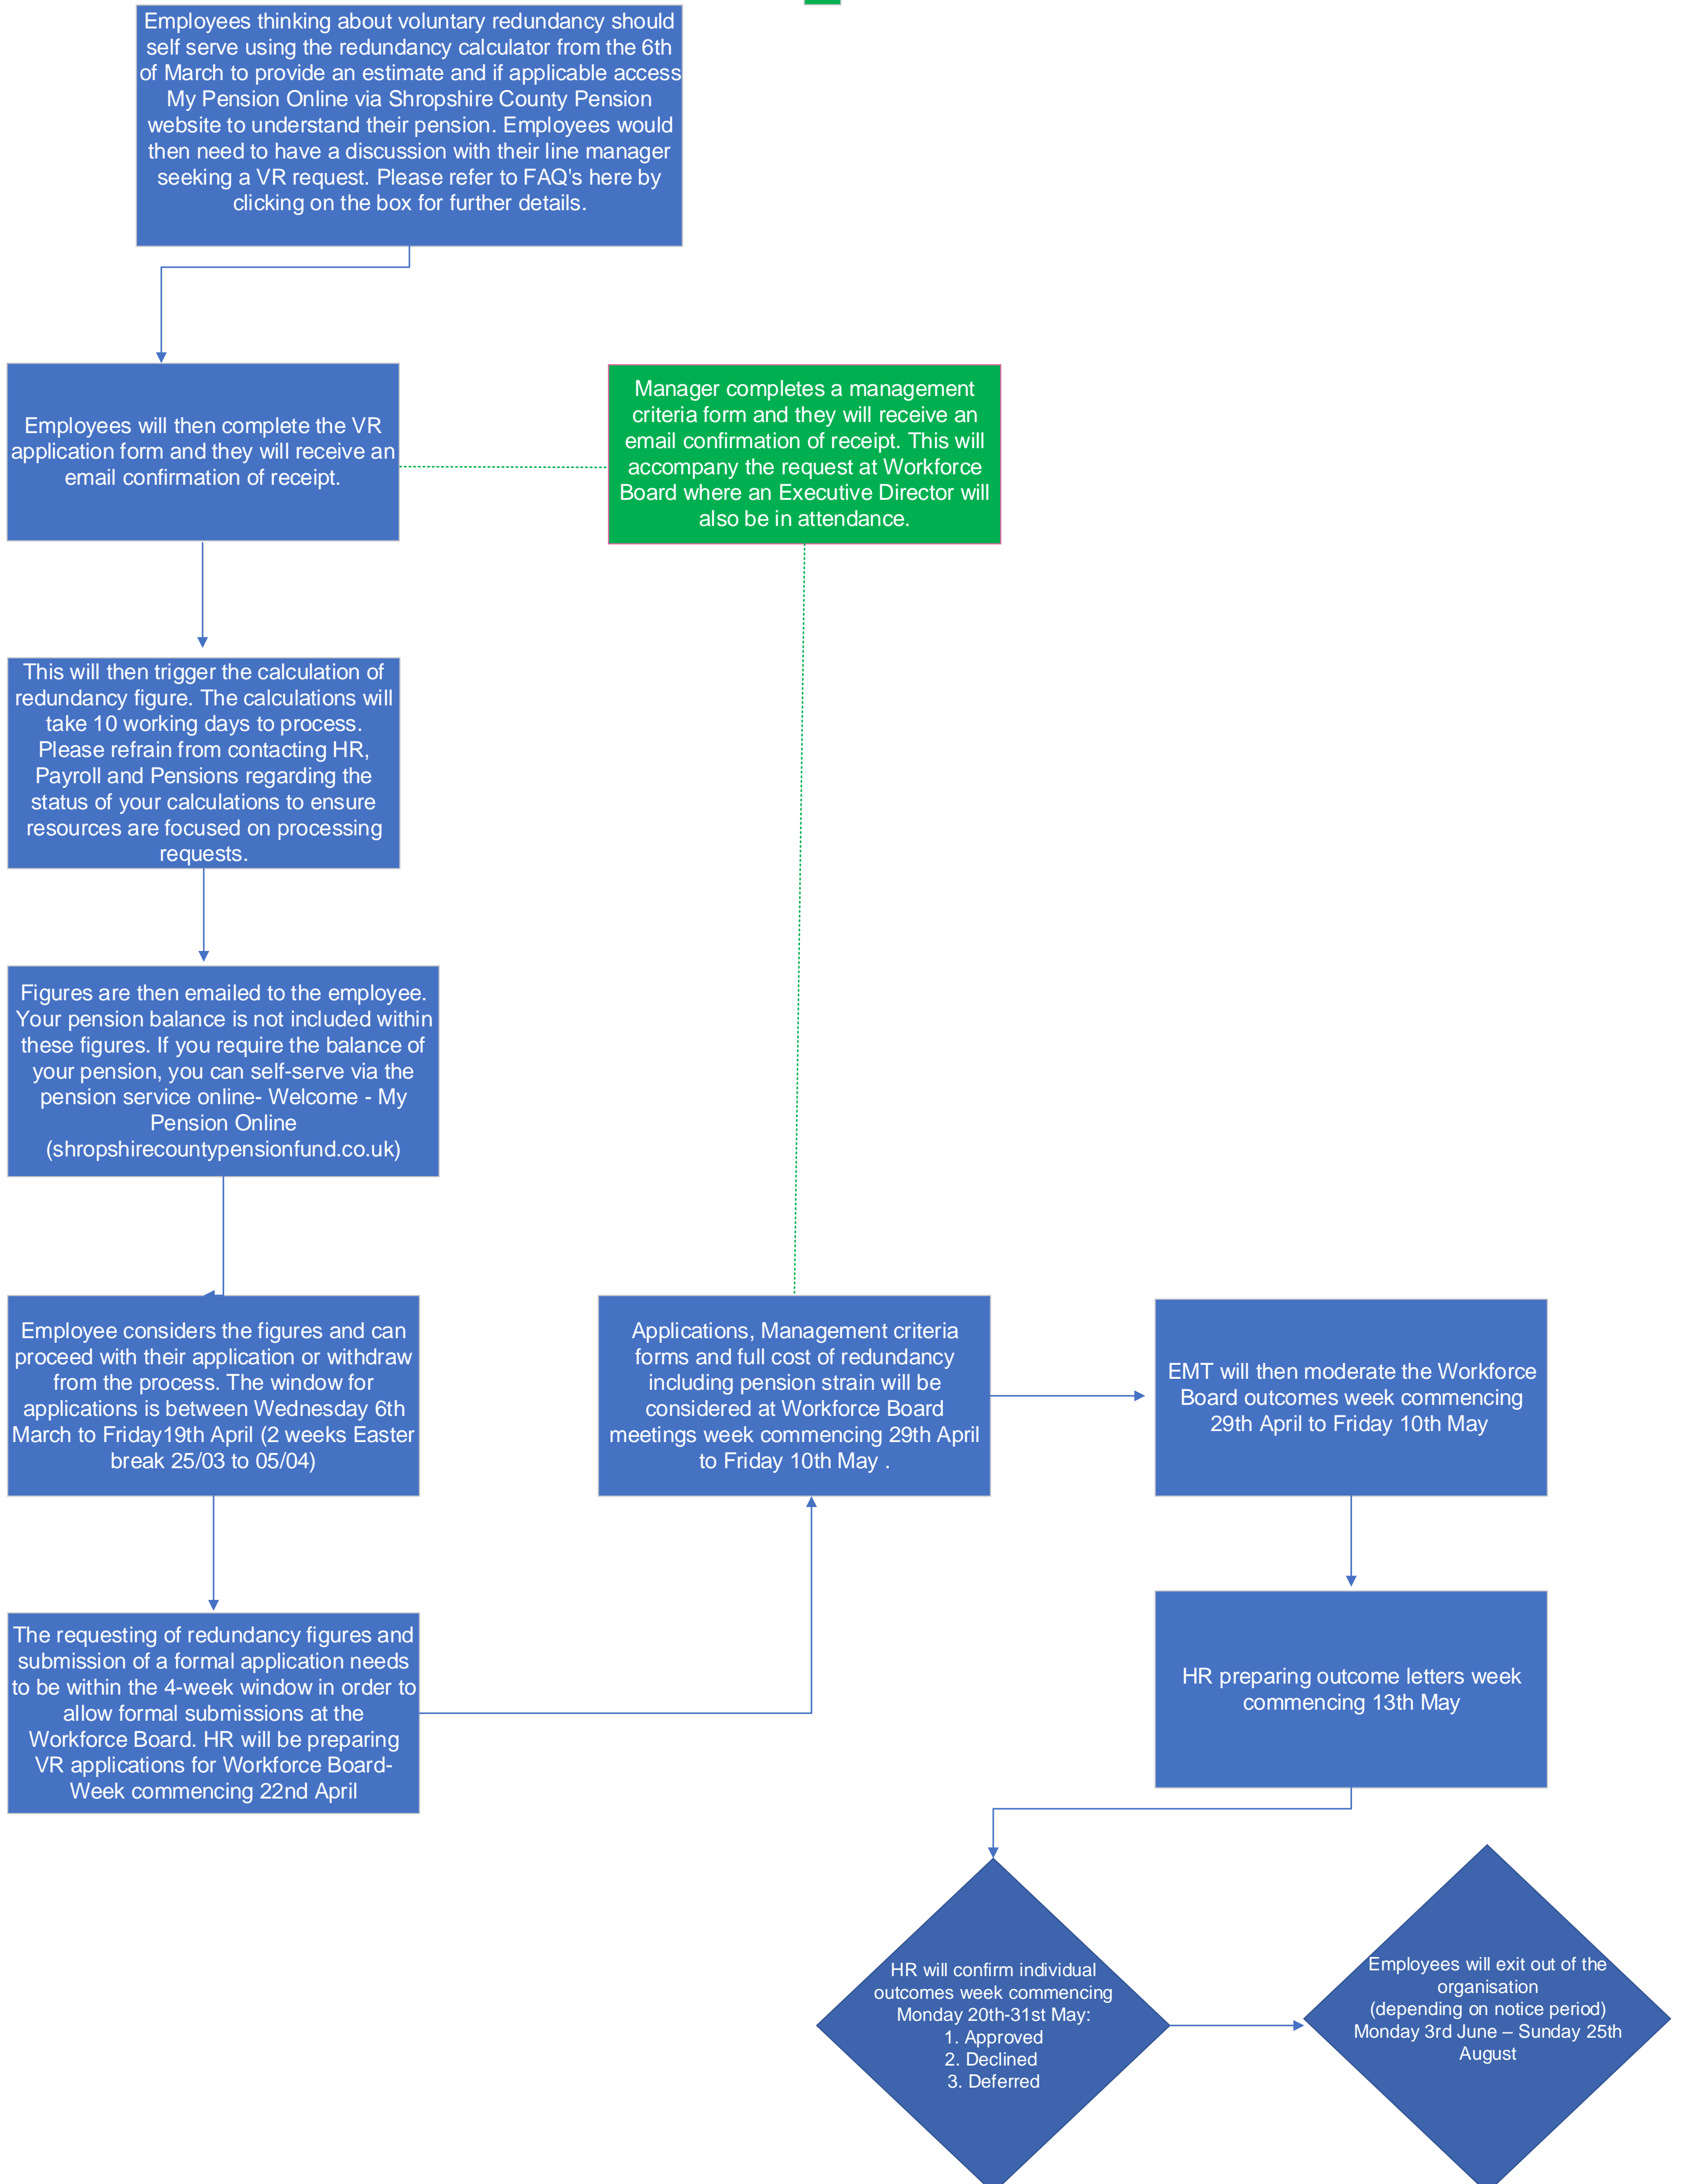 Employees thinking about voluntary redundancy should
self serve using the redundancy calculator from the 6th
of March to provide an estimate and if applicable access
My Pension Online via Shropshire County Pension
website to understand their pension. Employees would
then need to have a discussion with their line manager
seeking a VR request. Please refer to FAQ's here by
clicking on the box for further details.
Employees will then complete the VR
application form and they will receive an
email confirmation of receipt.
Manager completes a management
criteria form and they will receive an
email confirmation of receipt. This will
accompany the request at Workforce
Board where an Executive Director will
also be in attendance.
This will then trigger the calculation of
redundancy figure. The calculations will
take 10 working days to process.
Please refrain from contacting HR,
Payroll and Pensions regarding the
status of your calculations to ensure
resources are focused on processing
requests.
Figures are then emailed to the employee.
Your pension balance is not included within
these figures. If you require the balance of
your pension, you can self-serve via the
pension service online- Welcome - My
Pension Online
(shropshirecountypensionfund.co.uk)
Employee considers the figures and can
proceed with their application or withdraw
from the process. The window for
applications is between Wednesday 6th
March to Friday19th April (2 weeks Easter
break 25/03 to 05/04)
The requesting of redundancy figures and
submission of a formal application needs
to be within the 4-week window in order to
allow formal submissions at the
Workforce Board. HR will be preparing
VR applications for Workforce Board-
Week commencing 22nd April
Applications, Management criteria
forms and full cost of redundancy
including pension strain will be
considered at Workforce Board
meetings week commencing 29th April
to Friday 10th May .
EMT will then moderate the Workforce
Board outcomes week commencing
29th April to Friday 10th May
HR preparing outcome letters week
commencing 13th May
HR will confirm individual
outcomes week commencing
Monday 20th-31st May:
1. Approved
2. Declined
3. Deferred
Employees will exit out of the
organisation
(depending on notice period)
Monday 3rd June – Sunday 25th
August